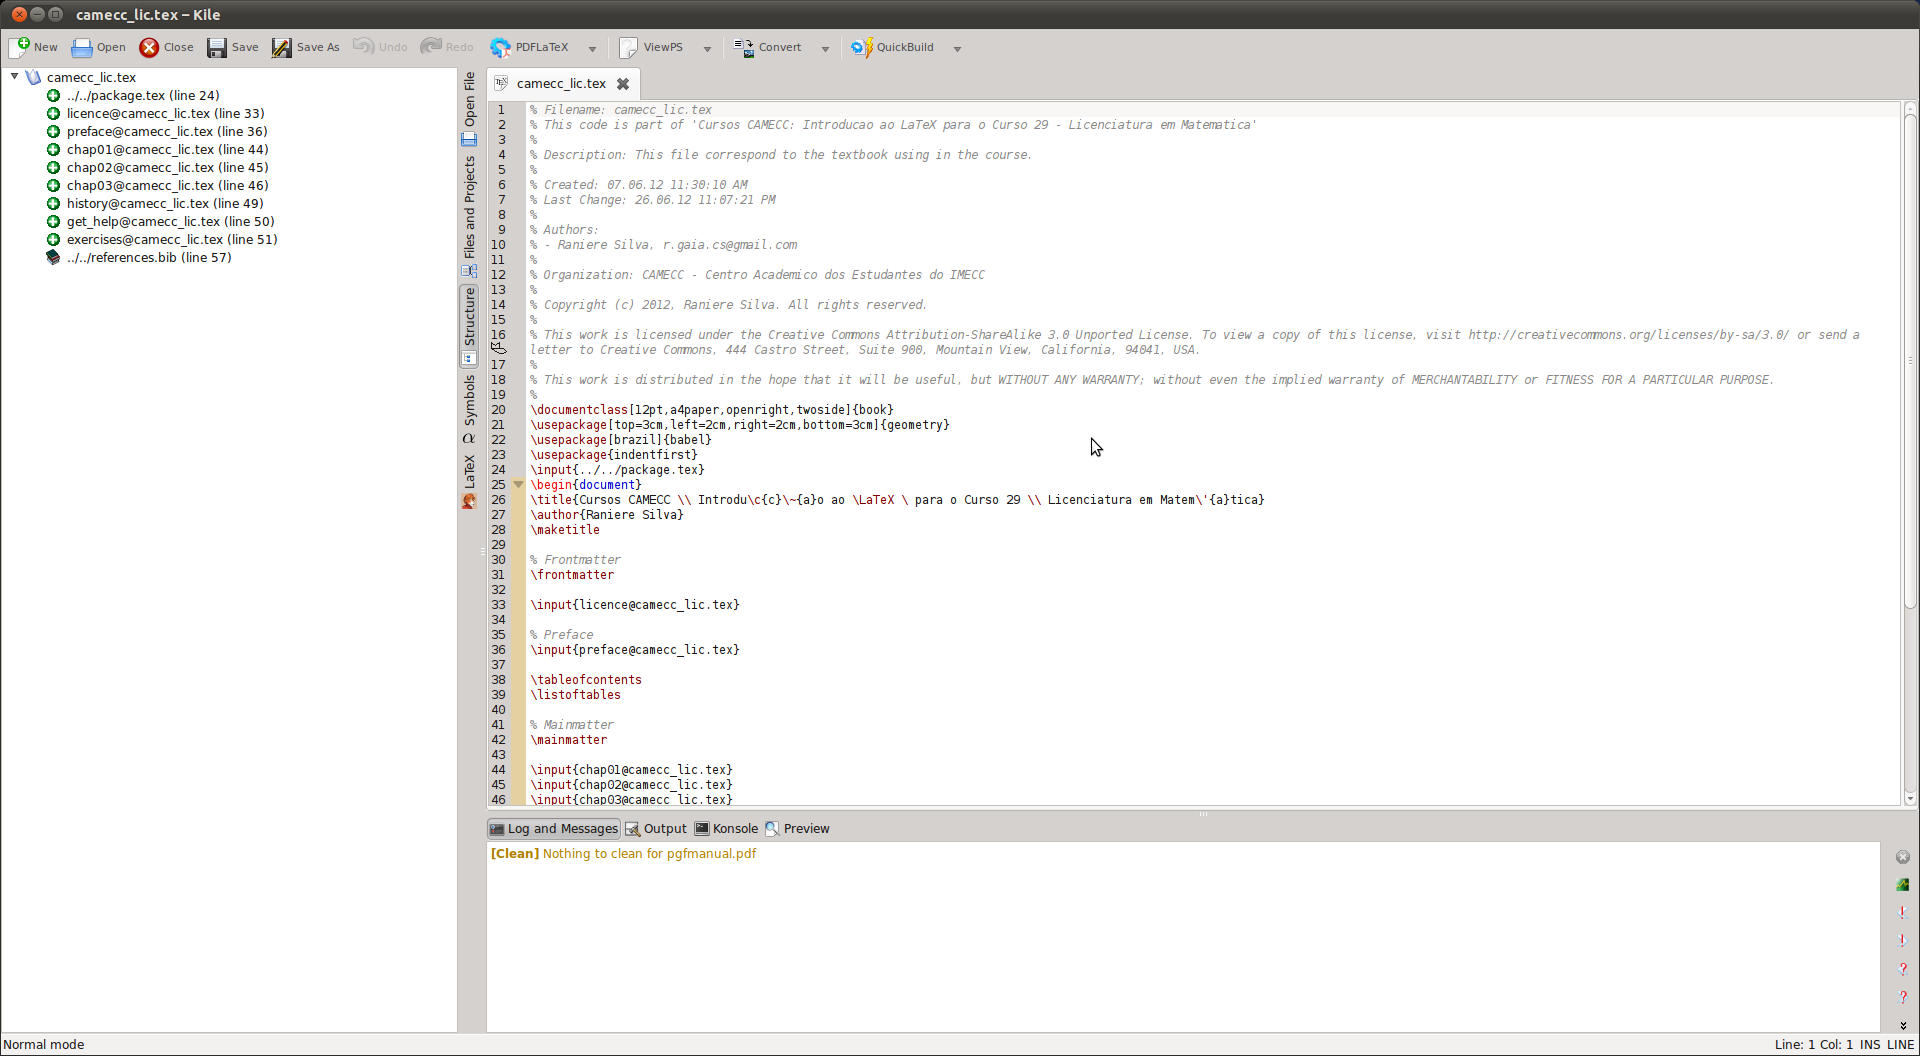 camecc_lic.tex – Kile
New Open Close Save Save As Undo Redo PDFLaTeX ViewPS Convert QuickBuild
camecc_lic.tex
../../package.tex (line 24)
licence@camecc_lic.tex (line 33)
preface@camecc_lic.tex (line 36)
chap01@camecc_lic.tex (line 44)
chap02@camecc_lic.tex (line 45)
chap03@camecc_lic.tex (line 46)
history@camecc_lic.tex (line 49)
get_help@camecc_lic.tex (line 50)
exercises@camecc_lic.tex (line 51)
../../references.bib (line 57)
Open File
Files and Projects
Structure
Symbols
α
LaTeX
camecc_lic.tex
1 % Filename: camecc_lic.tex
2 % This code is part of 'Cursos CAMECC: Introducao ao LaTeX para o Curso 29 - Licenciatura em Matematica'
3 %
4 % Description: This file correspond to the textbook using in the course.
5 %
6 % Created: 07.06.12 11:30:10 AM
7 % Last Change: 26.06.12 11:07:21 PM
8 %
9 % Authors:
10 % - Raniere Silva, r.gaia.cs@gmail.com
11 %
12 % Organization: CAMECC - Centro Academico dos Estudantes do IMECC
13 %
14 % Copyright (c) 2012, Raniere Silva. All rights reserved.
15 %
16 % This work is licensed under the Creative Commons Attribution-ShareAlike 3.0 Unported License. To view a copy of this license, visit http://creativecommons.org/licenses/by-sa/3.0/ or send a
letter to Creative Commons, 444 Castro Street, Suite 900, Mountain View, California, 94041, USA.
17 %
18 % This work is distributed in the hope that it will be useful, but WITHOUT ANY WARRANTY; without even the implied warranty of MERCHANTABILITY or FITNESS FOR A PARTICULAR PURPOSE.
19 %
20 \documentclass[12pt,a4paper,openright,twoside]{book}
21 \usepackage[top=3cm,left=2cm,right=2cm,bottom=3cm]{geometry}
22 \usepackage[brazil]{babel}
23 \usepackage{indentfirst}
24 \input{../../package.tex}
25 \begin{document}
26 \title{Cursos CAMECC \\ Introdu\c{c}\~{a}o ao \LaTeX \ para o Curso 29 \\ Licenciatura em Matem\'{a}tica}
27 \author{Raniere Silva}
28 \maketitle
29
30 % Frontmatter
31 \frontmatter
32
33 \input{licence@camecc_lic.tex}
34
35 % Preface
36 \input{preface@camecc_lic.tex}
37
38 \tableofcontents
39 \listoftables
40
41 % Mainmatter
42 \mainmatter
43
44 \input{chap01@camecc_lic.tex}
45 \input{chap02@camecc_lic.tex}
46 \input{chap03@camecc_lic.tex}
Log and Messages Output Konsole Preview
[Clean] Nothing to clean for pgfmanual.pdf
Normal mode
Line: 1 Col: 1 INS LINE